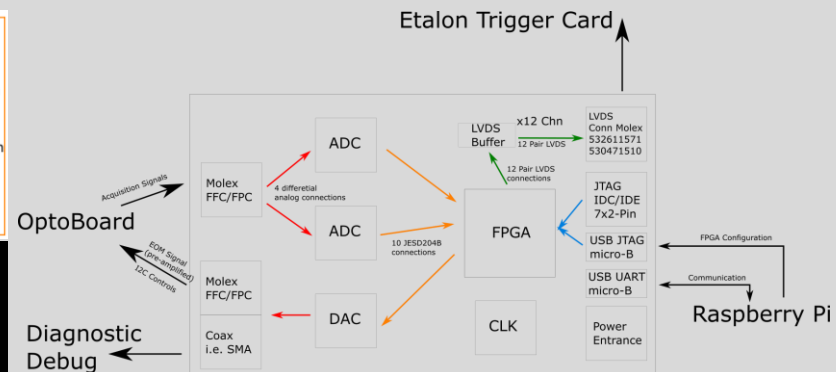 Etalon Trigger Card
n
ADC
LVDS
Buffer
x12 Chn
12 Pair LVDS
LVDS
Conn Molex
532611571
530471510
12 Pair LVDS
connections
Acquisition Signals
Molex
FFC/FPC
4 differetial
analog connections
JTAG
IDC/IDE
7x2-Pin
OptoBoard
ADC
10 JESD204B
connections
FPGA
USB JTAG
micro-B
FPGA Configuration
EOM Signal
(pre-amplified)
I2C Controls
Molex
FFC/FPC
USB UART
micro-B
Communication
Raspberry Pi
DAC
CLK
Power
Entrance
Diagnostic
Debug
Coax
i.e. SMA